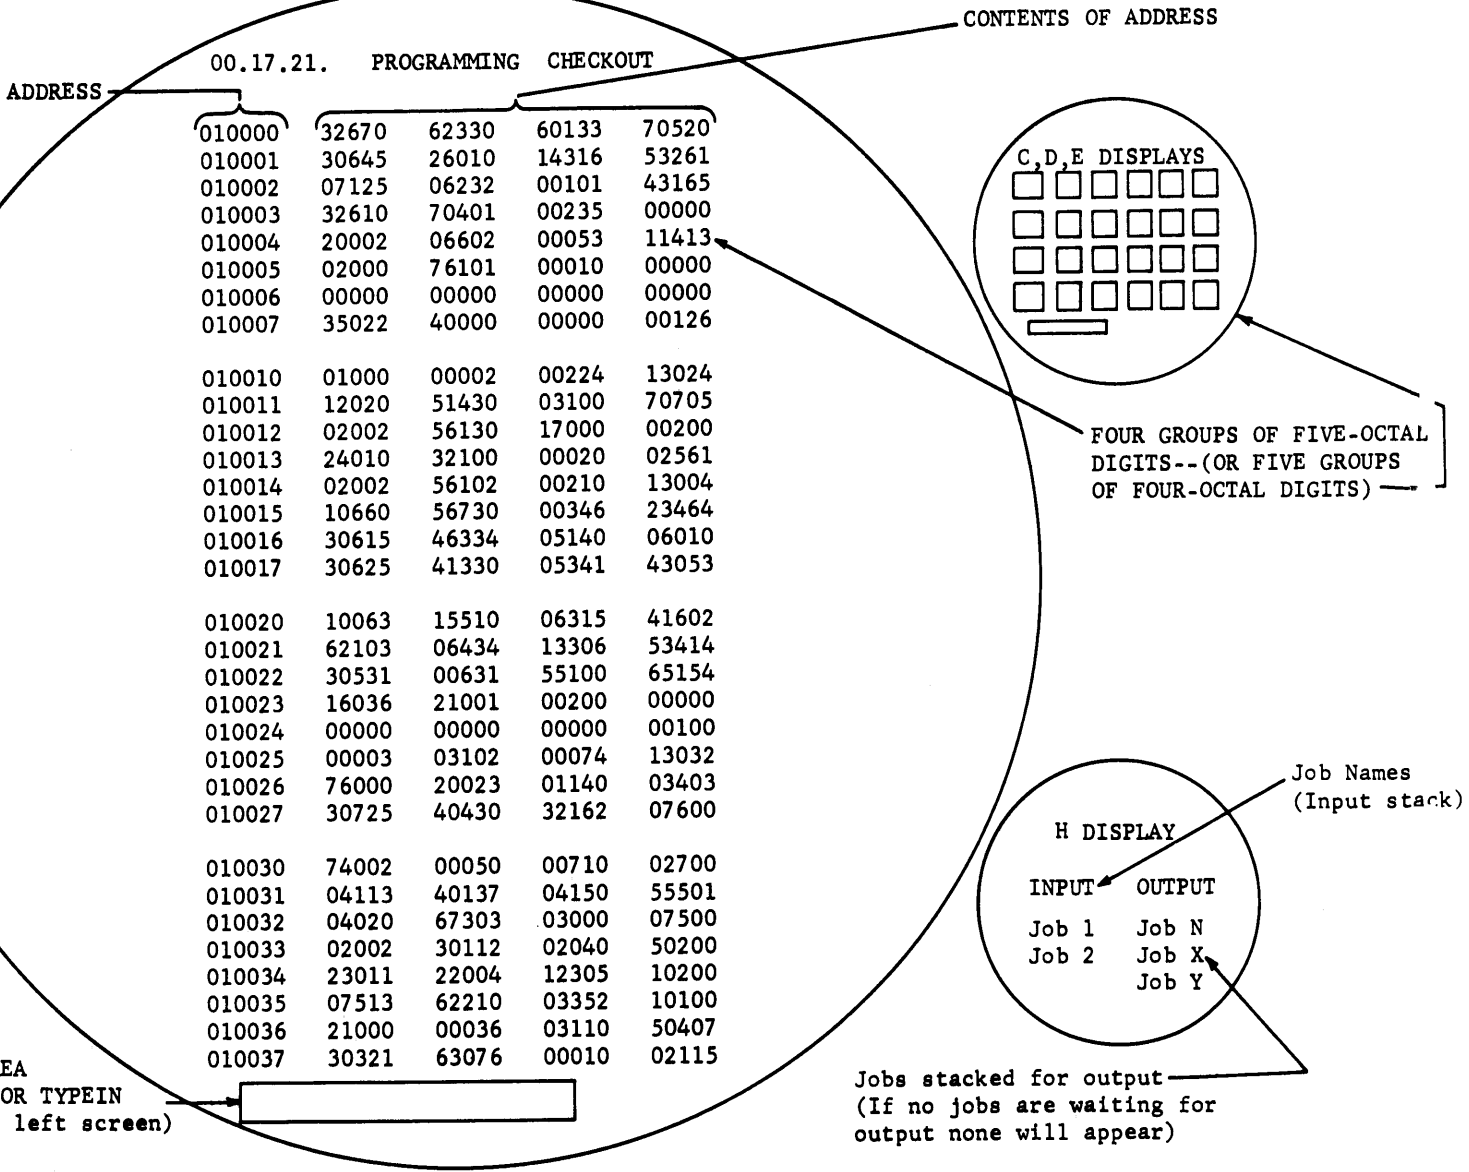 CONTENTS OF ADDRESS
00.17.21. PROGRAMMING CHECKOUT
ADDRESS
010000 32670 62330 60133 70520
010001 30645 26010 14316 53261
010002 07125 06232 00101 43165
010003 32610 70401 00235 00000
010004 20002 06602 00053 11413
010005 02000 76101 00010 00000
010006 00000 00000 00000 00000
010007 35022 40000 00000 00126
010010 01000 00002 00224 13024
010011 12020 51430 03100 70705
010012 02002 56130 17000 00200
010013 24010 32100 00020 02561
010014 02002 56102 00210 13004
010015 10660 56730 00346 23464
010016 30615 46334 05140 06010
010017 30625 41330 05341 43053
010020 10063 15510 06315 41602
010021 62103 06434 13306 53414
010022 30531 00631 55100 65154
010023 16036 21001 00200 00000
010024 00000 00000 00000 00100
010025 00003 03102 00074 13032
010026 76000 20023 01140 03403
010027 30725 40430 32162 07600
010030 74002 00050 00710 02700
010031 04113 40137 04150 55501
010032 04020 67303 03000 07500
010033 02002 30112 02040 50200
010034 23011 22004 12305 10200
010035 07513 62210 03352 10100
010036 21000 00036 03110 50407
010037 30321 63076 00010 02115
EA
OR TYPEIN
left screen)
C,D,E DISPLAYS
FOUR GROUPS OF FIVE-OCTAL
DIGITS--(OR FIVE GROUPS
OF FOUR-OCTAL DIGITS)
Job Names
(Input stack)
H DISPLAY
INPUT OUTPUT
Job 1 Job N
Job 2 Job X
Job Y
Jobs stacked for output
(If no jobs are waiting for
output none will appear)